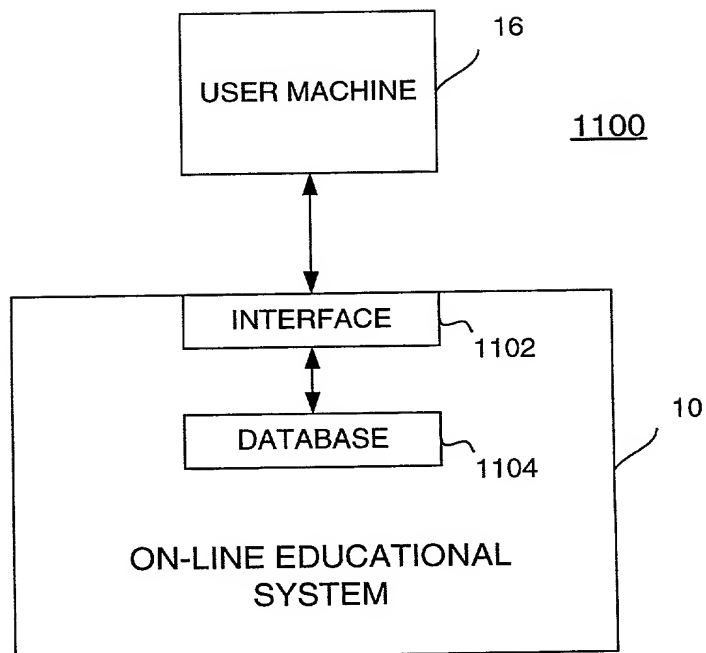 16
USER MACHINE
1100
INTERFACE
1102
10
DATABASE
1104
ON-LINE EDUCATIONAL
SYSTEM